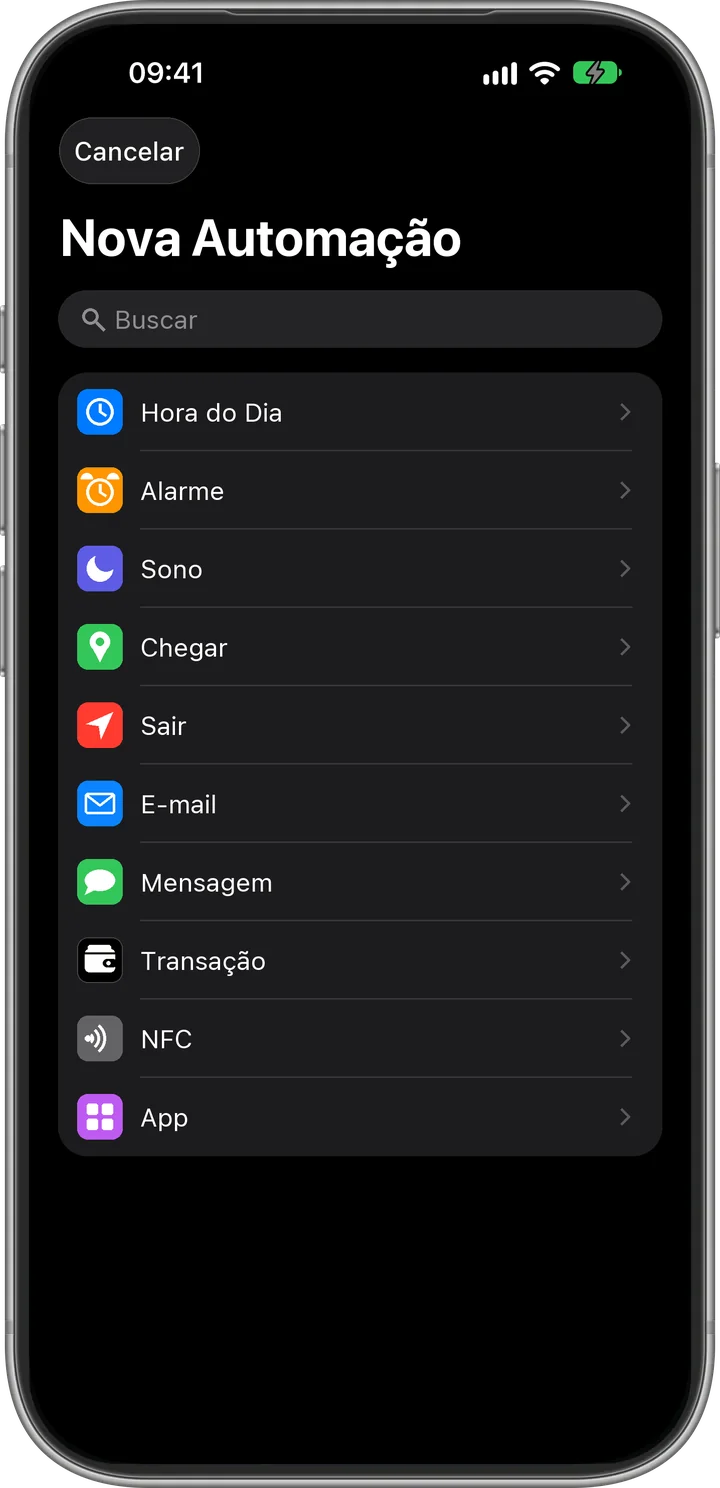 09:41
Cancelar
Nova Automação
Buscar
Hora do Dia
Alarme
Sono
Chegar
Sair
E-mail
Mensagem
Transação
NFC
App